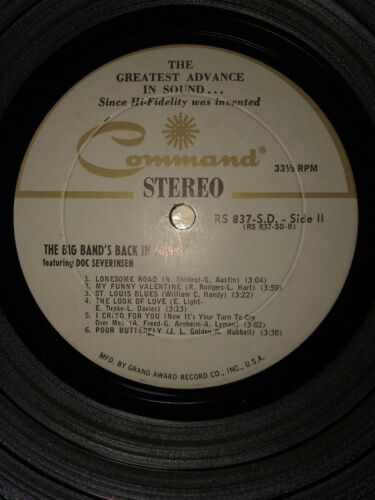 THE
GREATEST ADVANCE
IN SOUND...
Since Hi-Fidelity was invented
Command®
33⅓ RPM
STEREO
RS 837-S.D. - Side II
(RS 837-SD-B)
THE BIG BAND'S BACK IN
featuring DOC SEVERINSEN
1. LONESOME ROAD (N. Shilkret-G. Austin) (3:04)
2. MY FUNNY VALENTINE (R. Rodgers-L. Hart) (3:59)
3. ST. LOUIS BLUES (William C. Handy) (3:22)
4. THE LOOK OF LOVE (E. Light-
E. Drake-L. Davies) (3:13)
5. I CRIED FOR YOU (Now It's Your Turn To Cry
Over Me) (A. Freed-G. Arnheim-A. Lyman) (3:02)
6. POOR BUTTERFLY (J. L. Golden-R. Hubbell) (3:38)
MFD. BY GRAND AWARD RECORD CO., INC., U.S.A.